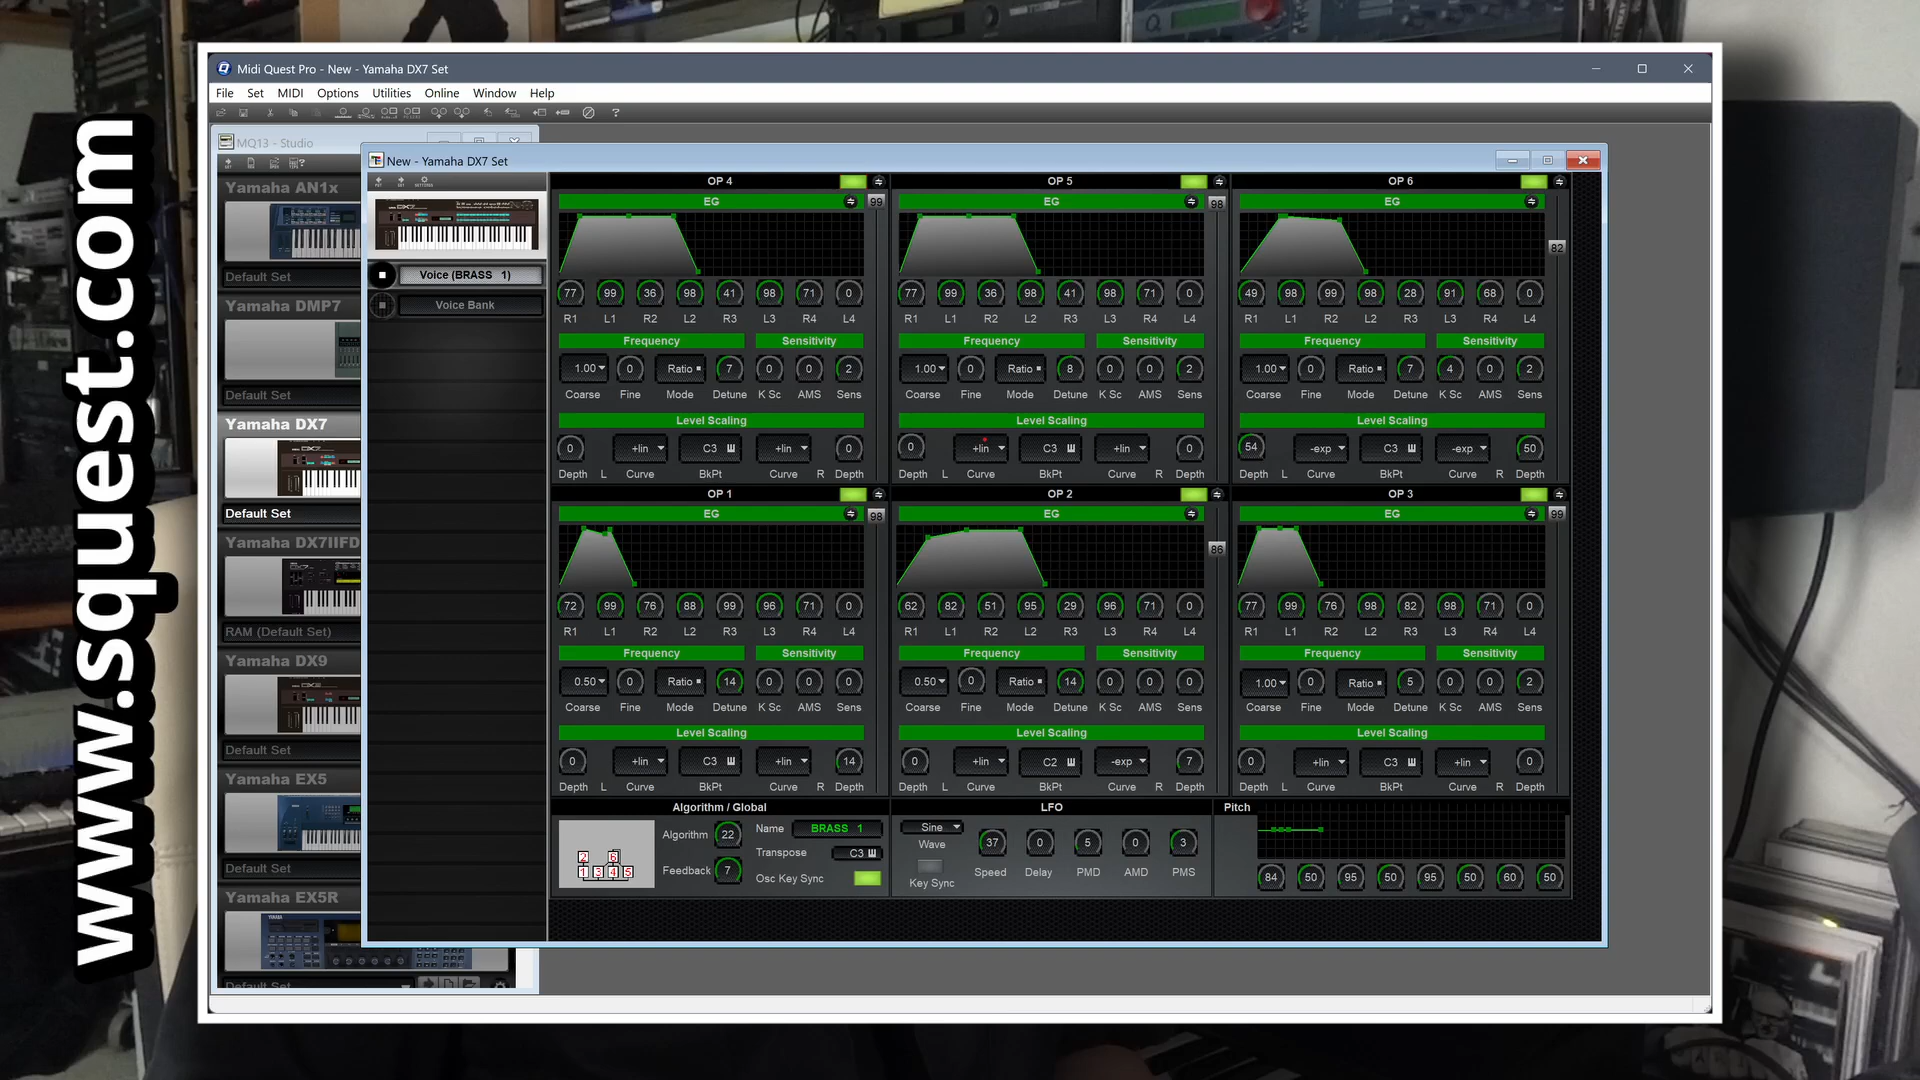 www.squest.com
Midi Quest Pro - New - Yamaha DX7 Set
File Set MIDI Options Utilities Online Window Help
MQ13 - Studio
Yamaha AN1x
Default Set
Yamaha DMP7
Default Set
Yamaha DX7
Default Set
Yamaha DX7IIFD
RAM (Default Set)
Yamaha DX9
Default Set
Yamaha EX5
Default Set
Yamaha EX5R
Default Set
New - Yamaha DX7 Set
Voice (BRASS 1)
Voice Bank
OP 4
EG
99
77 99 36 98 41 98 71 0
R1 L1 R2 L2 R3 L3 R4 L4
Frequency Sensitivity
1.00 0 Ratio 7 0 0 2
Coarse Fine Mode Detune K Sc AMS Sens
Level Scaling
0 +lin C3 +lin 0
Depth L Curve BkPt Curve R Depth
OP 5
EG
98
77 99 36 98 41 98 71 0
R1 L1 R2 L2 R3 L3 R4 L4
Frequency Sensitivity
1.00 0 Ratio 8 0 0 2
Coarse Fine Mode Detune K Sc AMS Sens
Level Scaling
0 +lin C3 +lin 0
Depth L Curve BkPt Curve R Depth
OP 6
EG
82
49 98 99 98 28 91 68 0
R1 L1 R2 L2 R3 L3 R4 L4
Frequency Sensitivity
1.00 0 Ratio 7 4 0 2
Coarse Fine Mode Detune K Sc AMS Sens
Level Scaling
54 -exp C3 -exp 50
Depth L Curve BkPt Curve R Depth
OP 1
EG
98
72 99 76 88 99 96 71 0
R1 L1 R2 L2 R3 L3 R4 L4
Frequency Sensitivity
0.50 0 Ratio 14 0 0 0
Coarse Fine Mode Detune K Sc AMS Sens
Level Scaling
0 +lin C3 +lin 14
Depth L Curve BkPt Curve R Depth
OP 2
EG
86
62 82 51 95 29 96 71 0
R1 L1 R2 L2 R3 L3 R4 L4
Frequency Sensitivity
0.50 0 Ratio 14 0 0 0
Coarse Fine Mode Detune K Sc AMS Sens
Level Scaling
0 +lin C2 -exp 7
Depth L Curve BkPt Curve R Depth
OP 3
EG
99
77 99 76 98 82 98 71 0
R1 L1 R2 L2 R3 L3 R4 L4
Frequency Sensitivity
1.00 0 Ratio 5 0 0 2
Coarse Fine Mode Detune K Sc AMS Sens
Level Scaling
0 +lin C3 +lin 0
Depth L Curve BkPt Curve R Depth
Algorithm / Global
2 6
1 3 4 5
Algorithm 22
Feedback 7
Name BRASS 1
Transpose C3
Osc Key Sync
LFO
Sine
Wave
Key Sync
37 0 5 0 3
Speed Delay PMD AMD PMS
Pitch
84 50 95 50 95 50 60 50